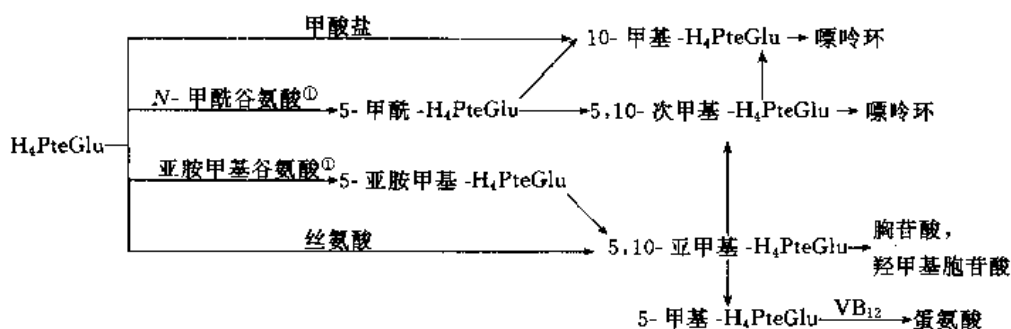 甲酸盐
10-甲基-H₄PteGlu→嘌呤环
N-甲酰谷氨酸①
5-甲酰-H₄PteGlu→5,10-次甲基-H₄PteGlu→嘌呤环
H₄PteGlu
亚胺甲基谷氨酸①
5-亚胺甲基-H₄PteGlu
丝氨酸
5,10-亚甲基-H₄PteGlu→胸苷酸,
羟甲基胞苷酸
5-甲基-H₄PteGlu VB₁₂→蛋氨酸